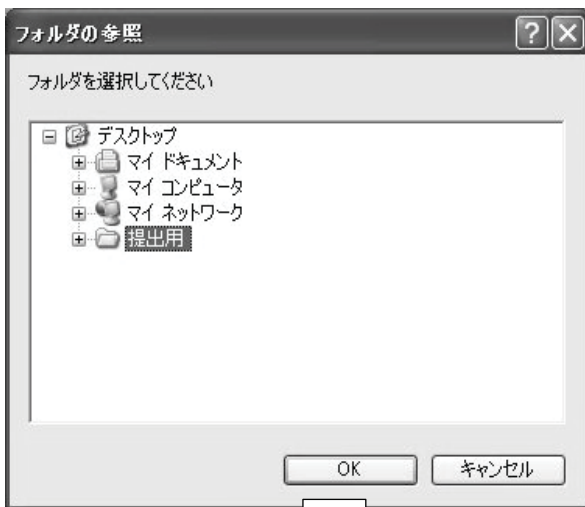 フォルダの参照
フォルダを選択してください
デスクトップ
マイ ドキュメント
マイ コンピュータ
マイ ネットワーク
提出用
OK キャンセル